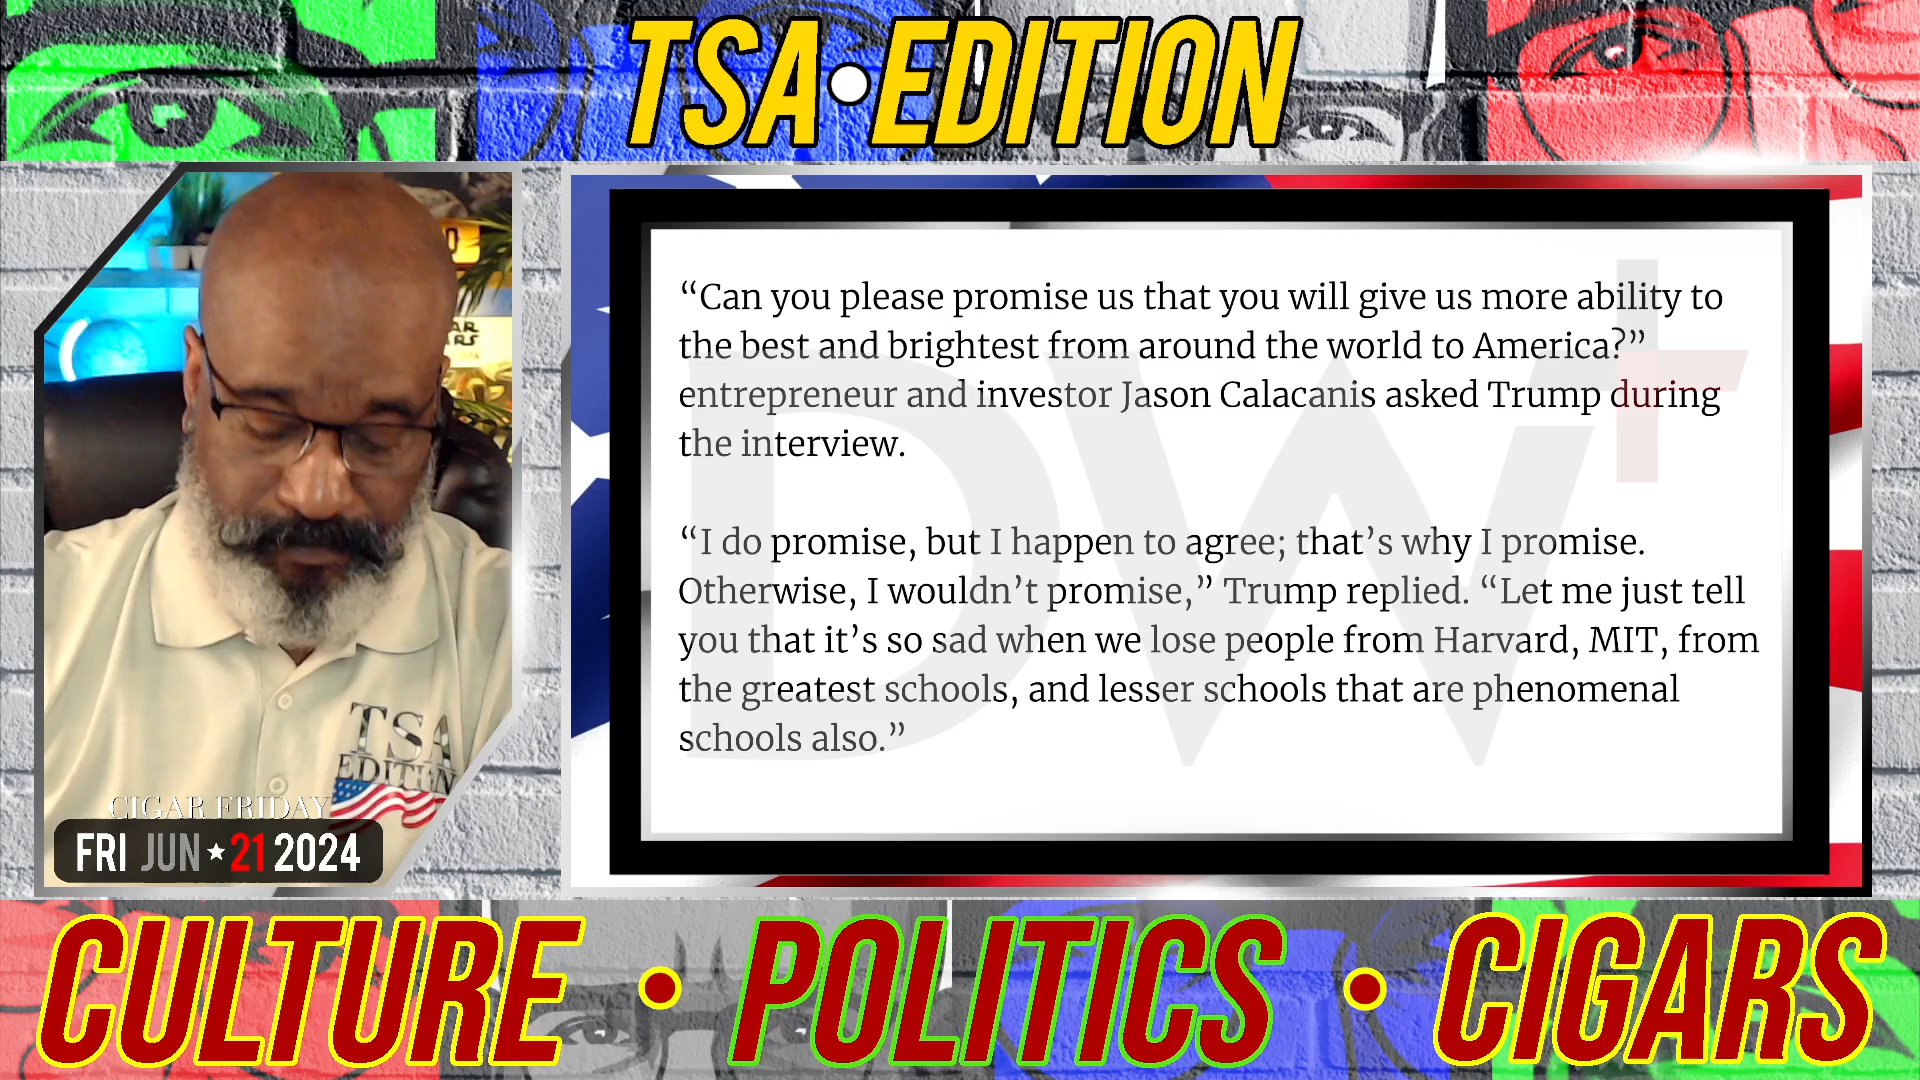 TSA•EDITION
“Can you please promise us that you will give us more ability to
the best and brightest from around the world to America?”
entrepreneur and investor Jason Calacanis asked Trump during
the interview.
“I do promise, but I happen to agree; that’s why I promise.
Otherwise, I wouldn’t promise,” Trump replied. “Let me just tell
you that it’s so sad when we lose people from Harvard, MIT, from
the greatest schools, and lesser schools that are phenomenal
schools also.”
DW+
TSA
EDITION
CIGAR FRIDAY
FRI JUN★21 2024
CULTURE • POLITICS • CIGARS